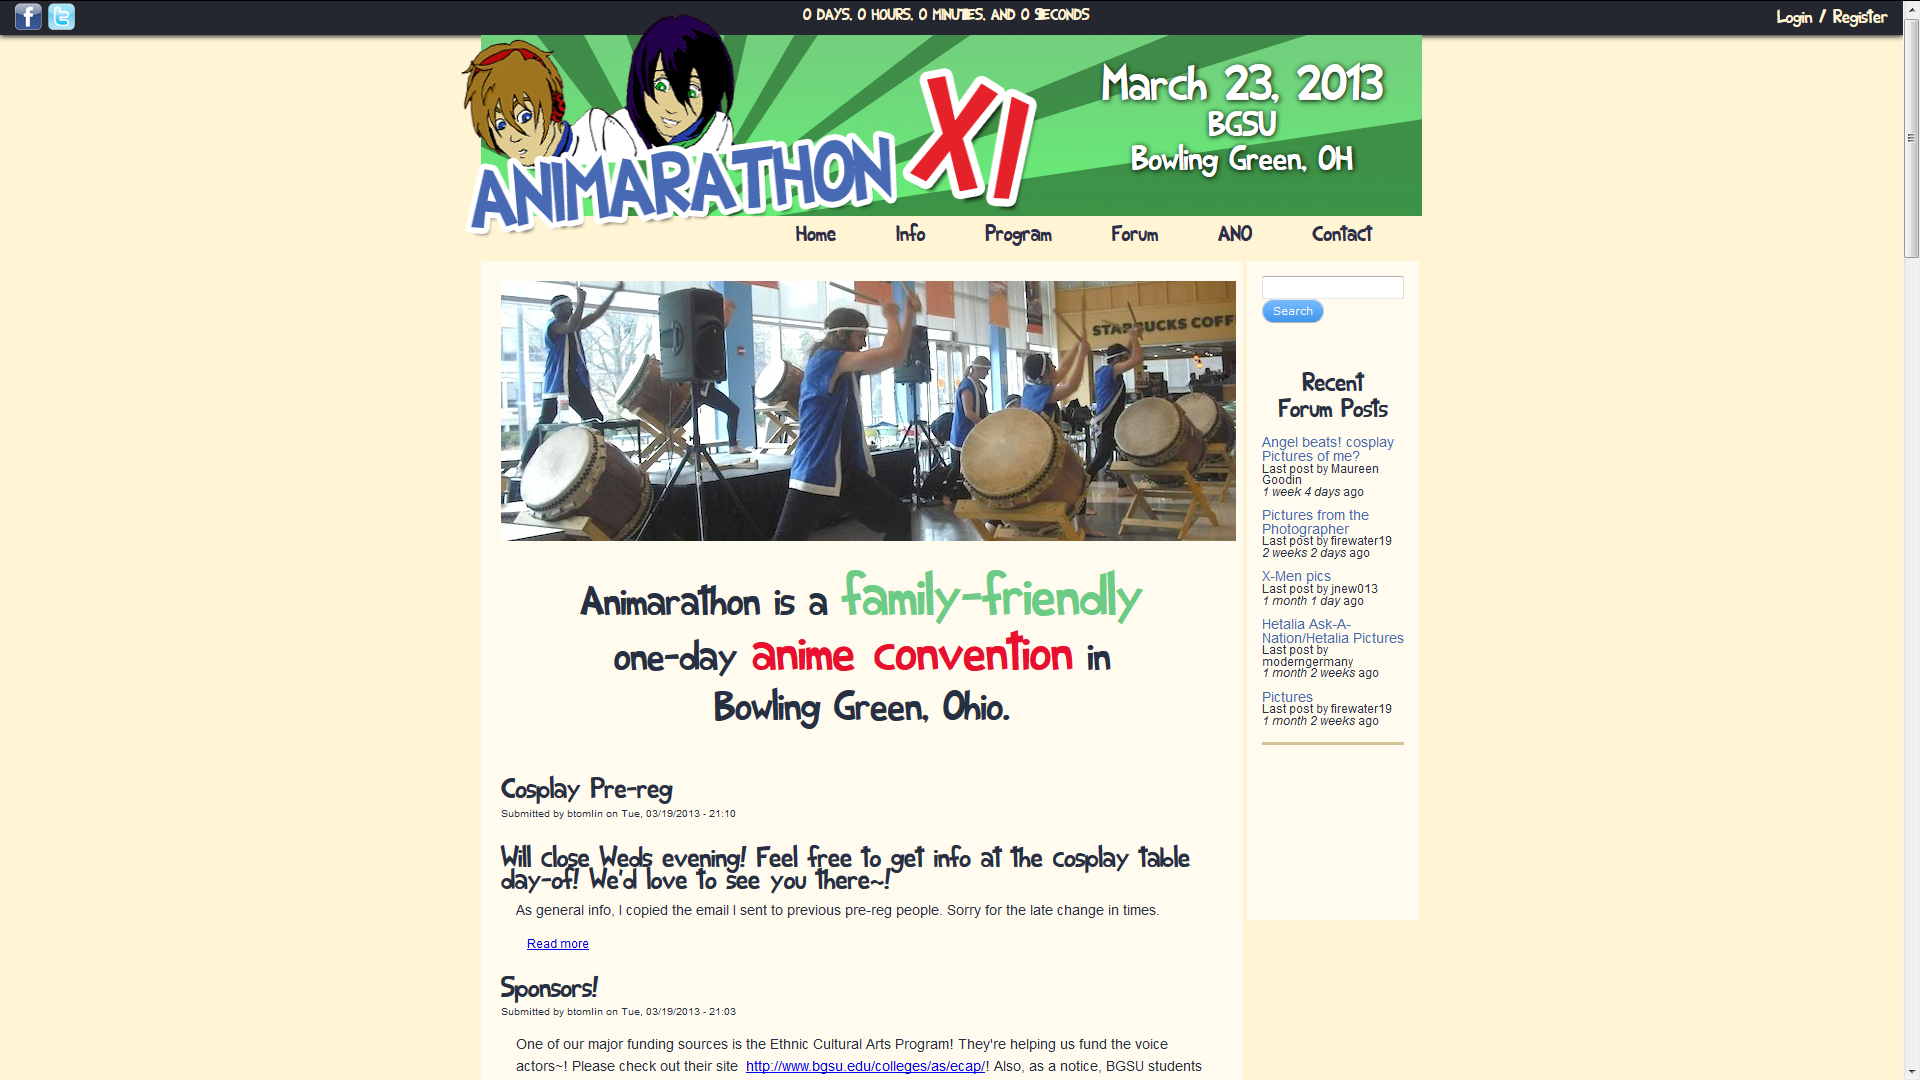 0 DAYS, 0 HOURS, 0 MINUTES, AND 0 SECONDS
Login / Register
ANIMARATHON XI
March 23, 2013
BGSU
Bowling Green, OH
Home Info Program Forum ANO Contact
STARBUCKS COFF
Search
Recent
Forum Posts
Angel beats! cosplay
Pictures of me?
Last post by Maureen
Goodin
1 week 4 days ago
Pictures from the
Photographer
Last post by firewater19
2 weeks 2 days ago
X-Men pics
Last post by jnew013
1 month 1 day ago
Hetalia Ask-A-
Nation/Hetalia Pictures
Last post by
moderngermany
1 month 2 weeks ago
Pictures
Last post by firewater19
1 month 2 weeks ago
Animarathon is a family-friendly
one-day anime convention in
Bowling Green, Ohio.
Cosplay Pre-reg
Submitted by btomlin on Tue, 03/19/2013 - 21:10
Will close Weds evening! Feel free to get info at the cosplay table
day-of! We'd love to see you there~!
As general info, I copied the email I sent to previous pre-reg people. Sorry for the late change in times.
Read more
Sponsors!
Submitted by btomlin on Tue, 03/19/2013 - 21:03
One of our major funding sources is the Ethnic Cultural Arts Program! They're helping us fund the voice
actors~! Please check out their site http://www.bgsu.edu/colleges/as/ecap/! Also, as a notice, BGSU students